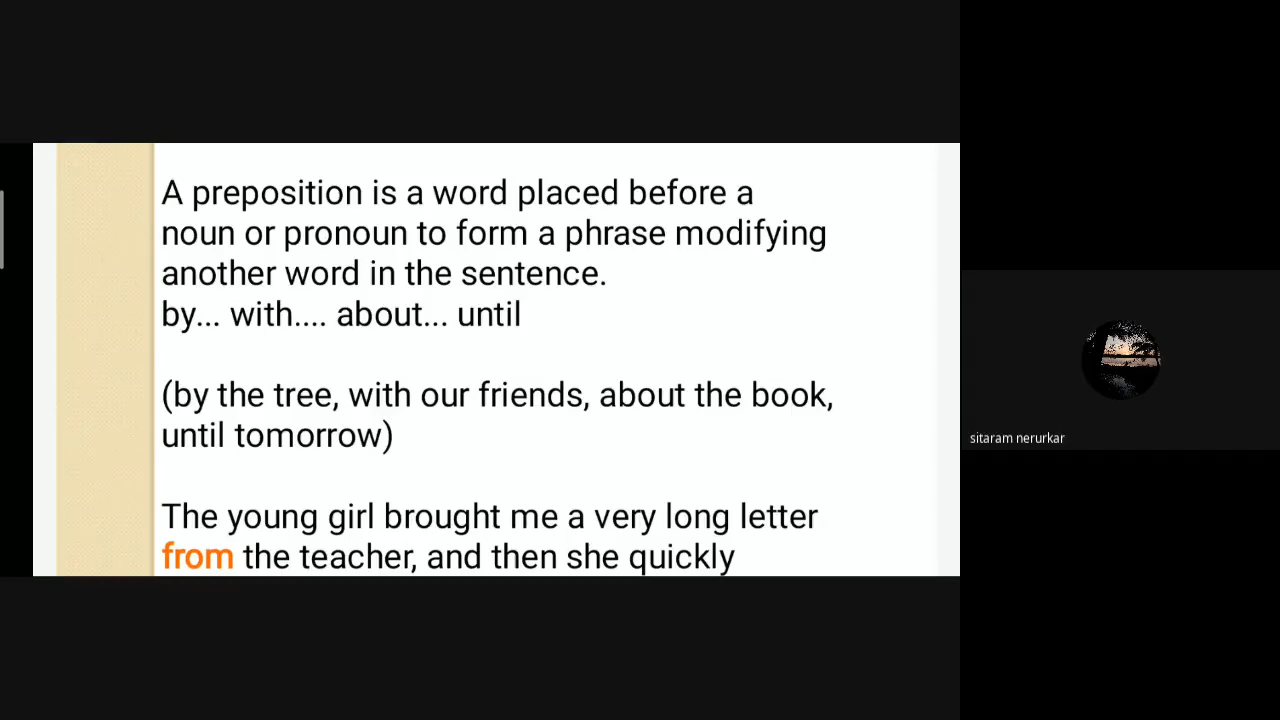 A preposition is a word placed before a
noun or pronoun to form a phrase modifying
another word in the sentence.
by... with.... about... until
(by the tree, with our friends, about the book,
until tomorrow)
The young girl brought me a very long letter
from the teacher, and then she quickly
sitaram nerurkar